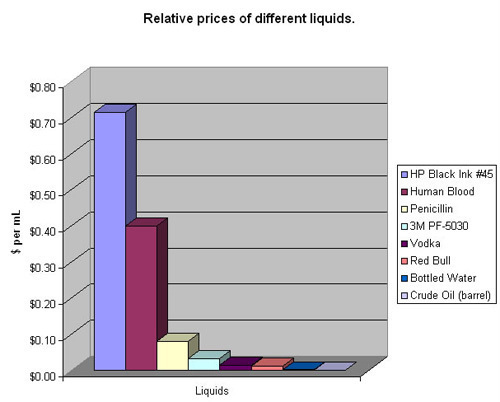 Relative prices of different liquids.
$0.80
$0.70
$0.60
$0.50
$0.40
$0.30
$0.20
$0.10
$0.00
$ per mL
Liquids
HP Black Ink #45
Human Blood
Penicillin
3M PF-5030
Vodka
Red Bull
Bottled Water
Crude Oil (barrel)